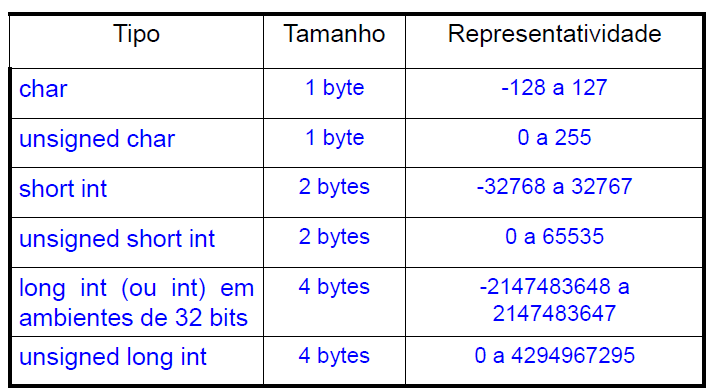 Tipo Tamanho Representatividade
char 1 byte -128 a 127
unsigned char 1 byte 0 a 255
short int 2 bytes -32768 a 32767
unsigned short int 2 bytes 0 a 65535
long int (ou int) em 4 bytes -2147483648 a
ambientes de 32 bits 2147483647
unsigned long int 4 bytes 0 a 4294967295